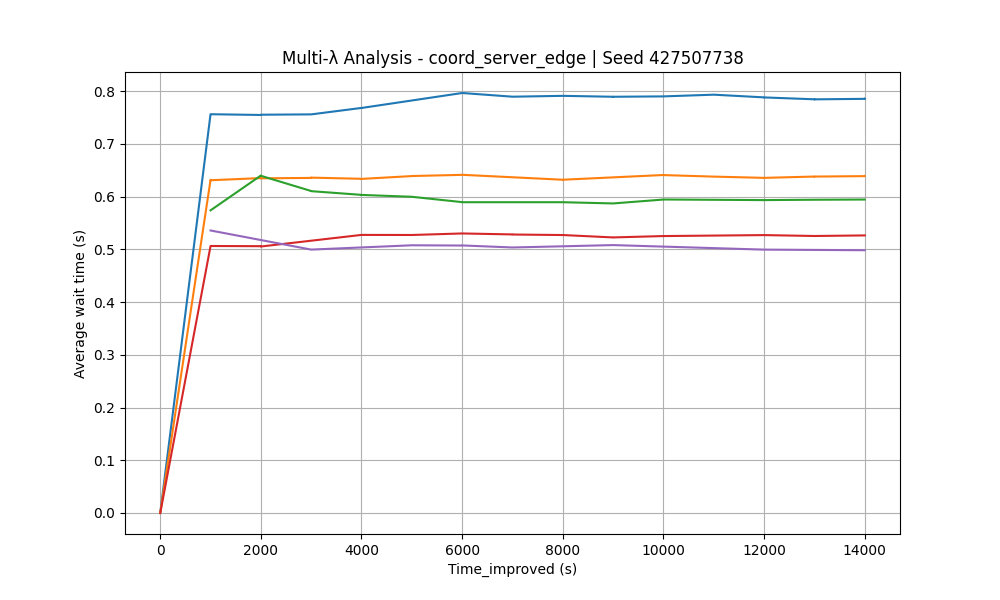 Multi-λ Analysis - coord_server_edge | Seed 427507738
Average wait time (s)
0.8
0.7
0.6
0.5
0.4
0.3
0.2
0.1
0.0
0 2000 4000 6000 8000 10000 12000 14000
Time_improved (s)